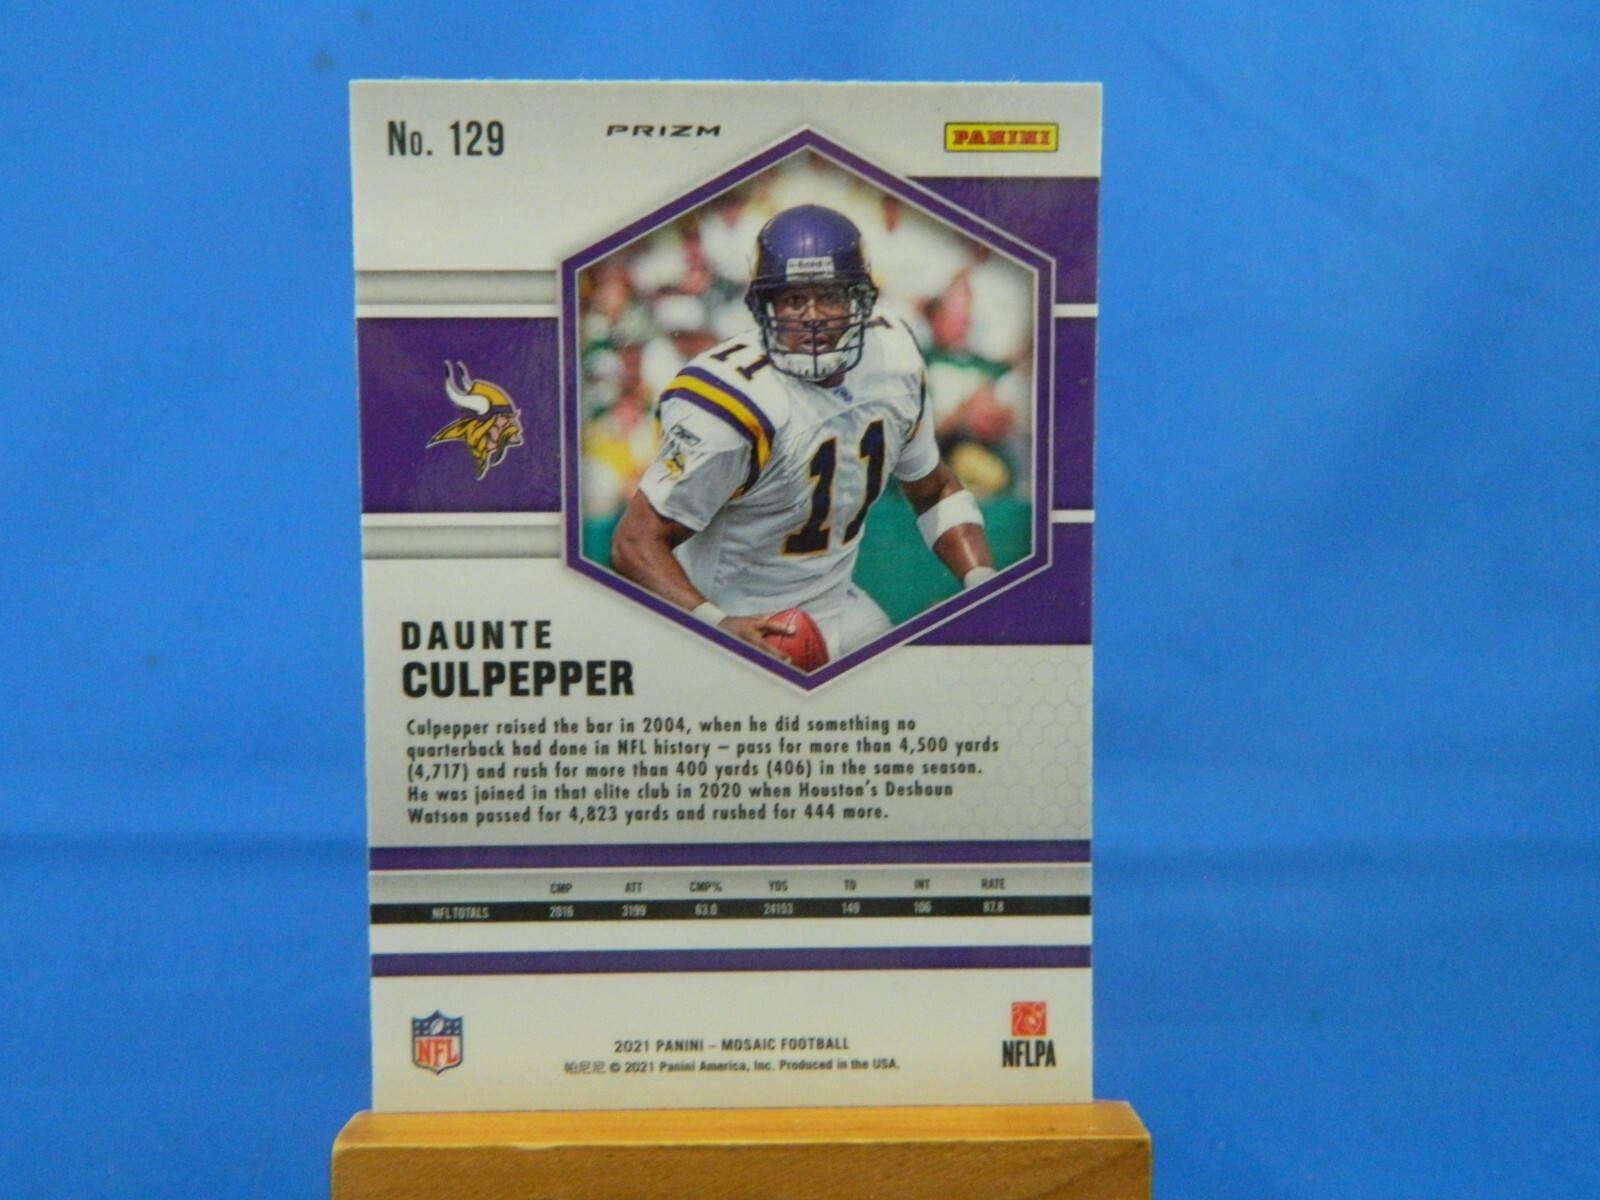 No. 129
PRIZM
PANINI
11
11
DAUNTE
CULPEPPER
Culpepper raised the bar in 2004, when he did something no
quarterback had done in NFL history – pass for more than 4,500 yards
(4,717) and rush for more than 400 yards (406) in the same season.
He was joined in that elite club in 2020 when Houston's Deshaun
Watson passed for 4,823 yards and rushed for 444 more.
CMP ATT CMP% YDS TD INT RATE
NFL TOTALS 2016 3199 63.0 24153 149 106 87.8
NFL
2021 PANINI – MOSAIC FOOTBALL
帕尼尼 © 2021 Panini America, Inc. Produced in the USA.
NFLPA